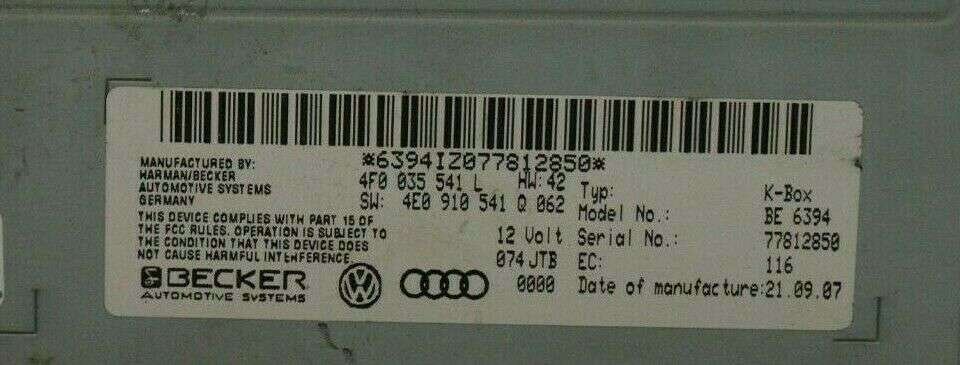 *6394IZ077812850*
MANUFACTURED BY:
HARMAN/BECKER
AUTOMOTIVE SYSTEMS
GERMANY
THIS DEVICE COMPLIES WITH PART 15 OF
THE FCC RULES. OPERATION IS SUBJECT TO
THE CONDITION THAT THIS DEVICE DOES
NOT CAUSE HARMFUL INTERFERENCE.
BECKER
AUTOMOTIVE SYSTEMS
4F0 035 541 L HW:42
SW: 4E0 910 541 Q 062
12 Volt
074 JTB
0000
Typ: K-Box
Model No.: BE 6394
Serial No.: 77812850
EC: 116
Date of manufacture:21.09.07